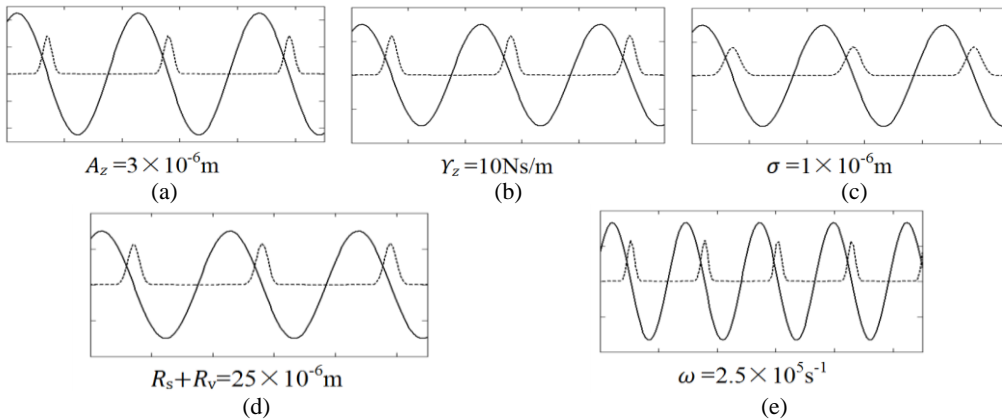 A_z =3×10^-6m
(a)
ϒ_z=10Ns/m
(b)
σ=1×10^-6m
(c)
R_s+R_v=25×10^-6m
(d)
ω=2.5×10^5s^-1
(e)